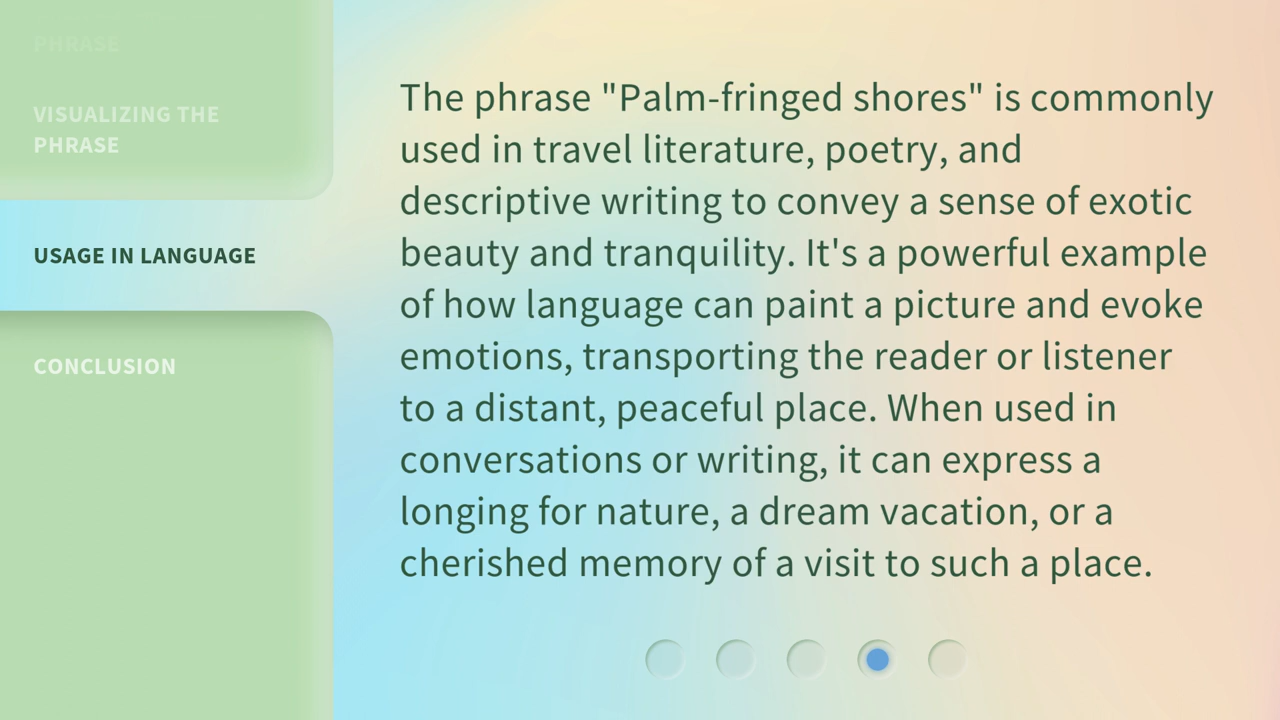 PHRASE
VISUALIZING THE
PHRASE
USAGE IN LANGUAGE
CONCLUSION
The phrase "Palm-fringed shores" is commonly
used in travel literature, poetry, and
descriptive writing to convey a sense of exotic
beauty and tranquility. It's a powerful example
of how language can paint a picture and evoke
emotions, transporting the reader or listener
to a distant, peaceful place. When used in
conversations or writing, it can express a
longing for nature, a dream vacation, or a
cherished memory of a visit to such a place.